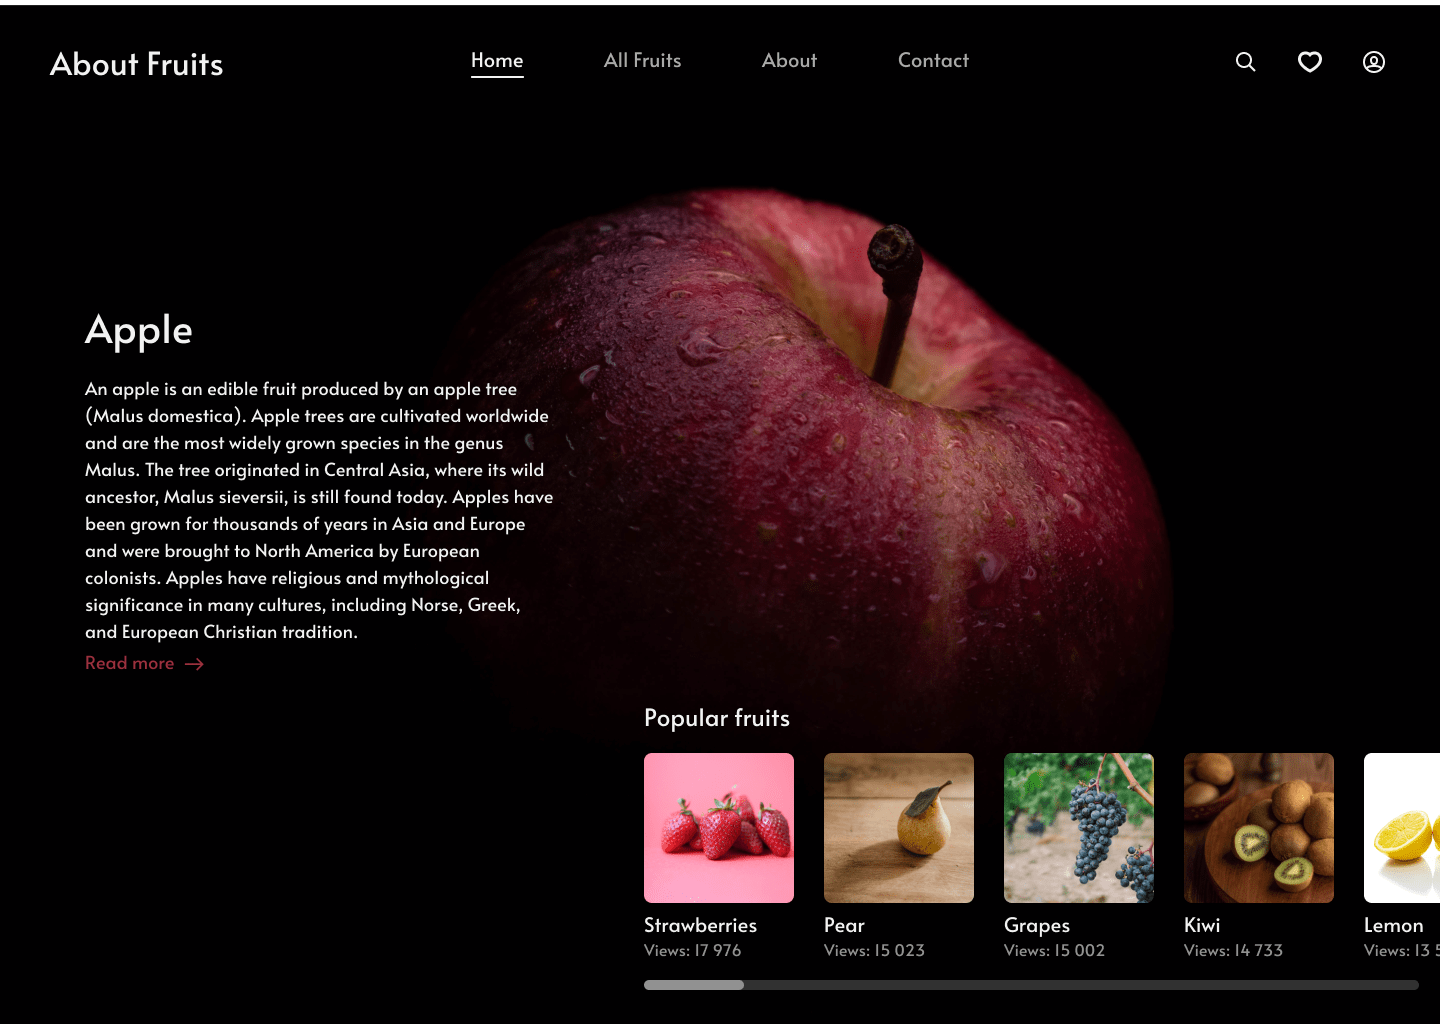 About Fruits
Home
All Fruits
About
Contact
Apple
An apple is an edible fruit produced by an apple tree
(Malus domestica). Apple trees are cultivated worldwide
and are the most widely grown species in the genus
Malus. The tree originated in Central Asia, where its wild
ancestor, Malus sieversii, is still found today. Apples have
been grown for thousands of years in Asia and Europe
and were brought to North America by European
colonists. Apples have religious and mythological
significance in many cultures, including Norse, Greek,
and European Christian tradition.
Read more
Popular fruits
Strawberries
Views: 17 976
Pear
Views: 15 023
Grapes
Views: 15 002
Kiwi
Views: 14 733
Lemon
Views: 13